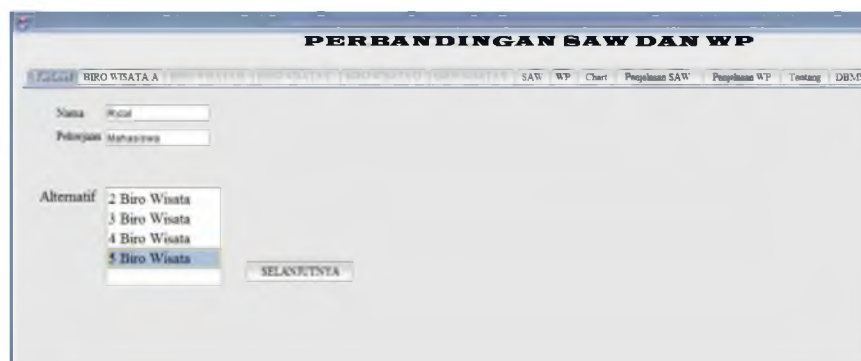 PERBANDINGAN SAW DAN WP
BIRO WISATA A SAW WP Chart Penjelasan SAW Penjelasan WP Tentang DBMS
Nama Rizal
Pekerjaan Mahasiswa
Alternatif 2 Biro Wisata
3 Biro Wisata
4 Biro Wisata
5 Biro Wisata
SELANJUTNYA